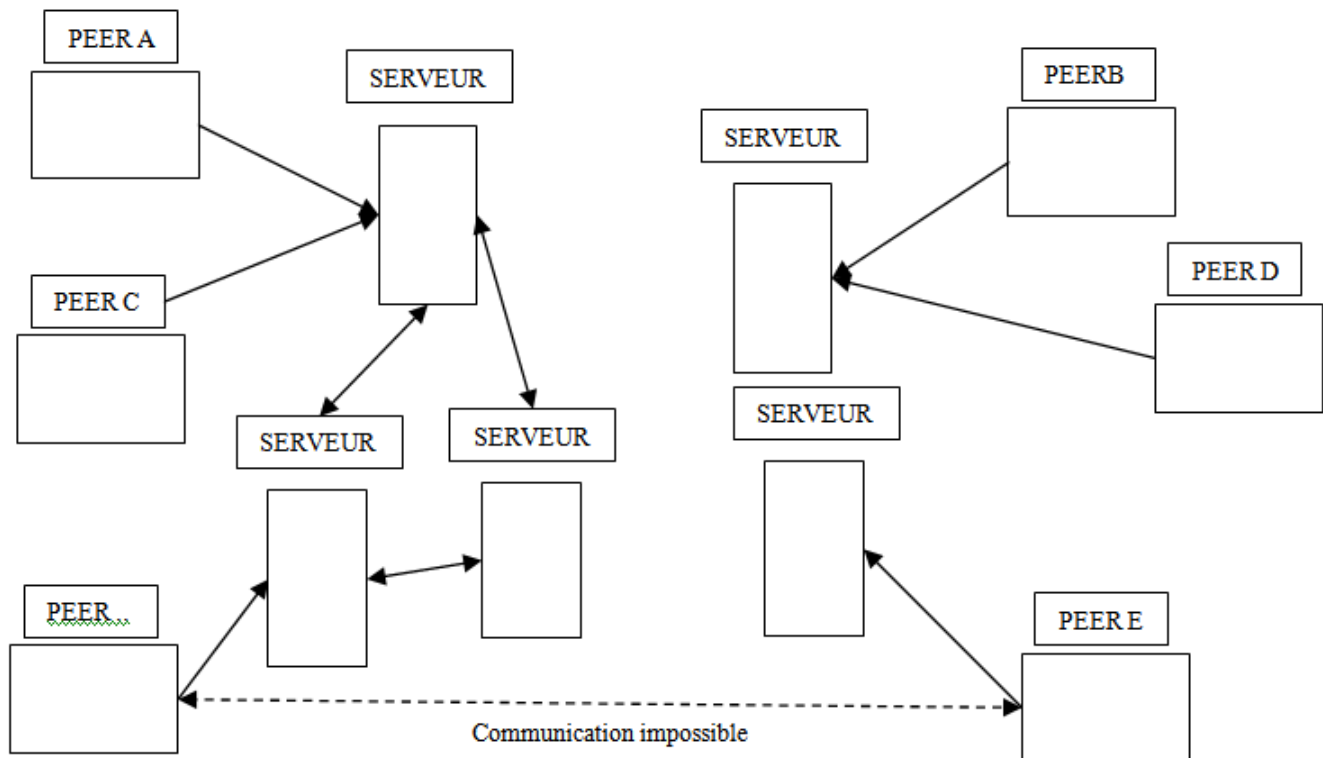 PEER A
SERVEUR
PEERB
SERVEUR
PEER D
PEER C
SERVEUR
SERVEUR
SERVEUR
PEER ..
PEER E
Communication impossible